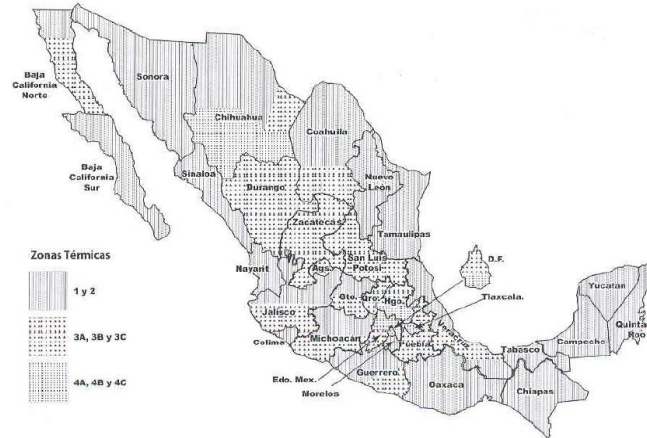 Baja
California
Norte
Sonora
Chihuahua
Coahuila
Baja
California
Sur
Sinaloa
Durango
Nuevo
León
Zacatecas
Tamaulipas
Zonas Térmicas
1 y 2
3A, 3B y 3C
4A, 4B y 4C
Nayarit
Ags.
San Luis
Potosí
D.F.
Gto.
Qro.
Hgo.
Tlaxcala.
Jalisco
Colima
Michoacán
Veracruz
Puebla
Yucatan
Quintana
Roo
Campeche
Tabasco
Edo. Mex.
Morelos
Guerrero
Oaxaca
Chiapas